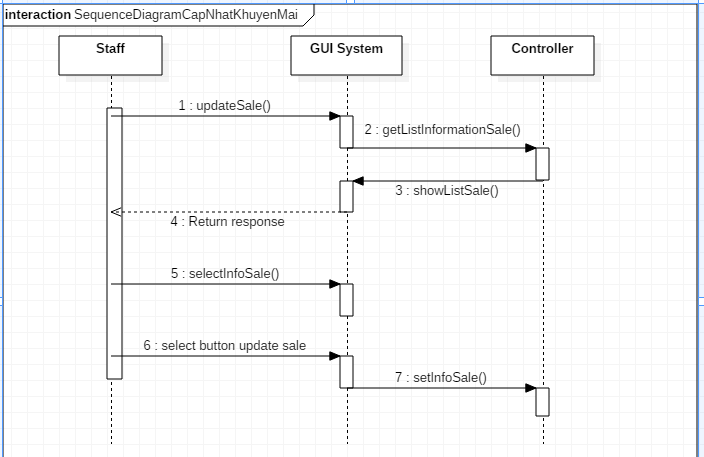 interaction SequenceDiagramCapNhatKhuyenMai
Staff
GUI System
Controller
1 : updateSale()
2 : getListInformationSale()
3 : showListSale()
4 : Return response
5 : selectInfoSale()
6 : select button update sale
7 : setInfoSale()